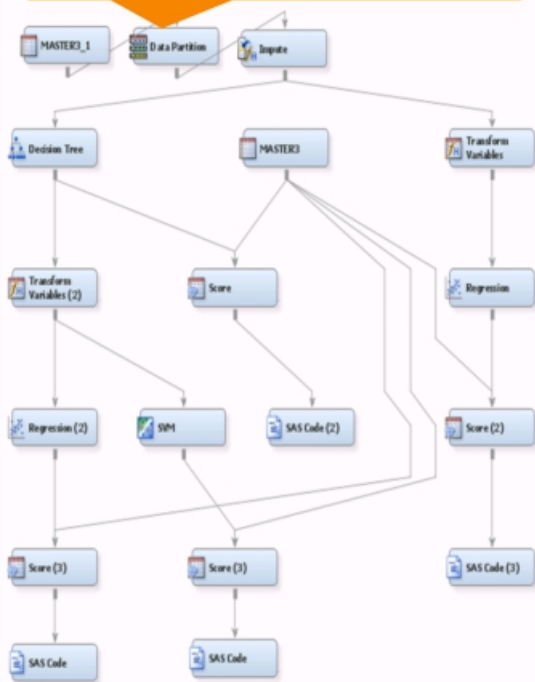 MASTER3_1
Data Partition
Impute
Decision Tree
MASTER3
Transform
Variables
Transform
Variables (2)
Score
Regression
Regression (2)
SVM
SAS Code (2)
Score (2)
Score (3)
Score (3)
SAS Code (3)
SAS Code
SAS Code